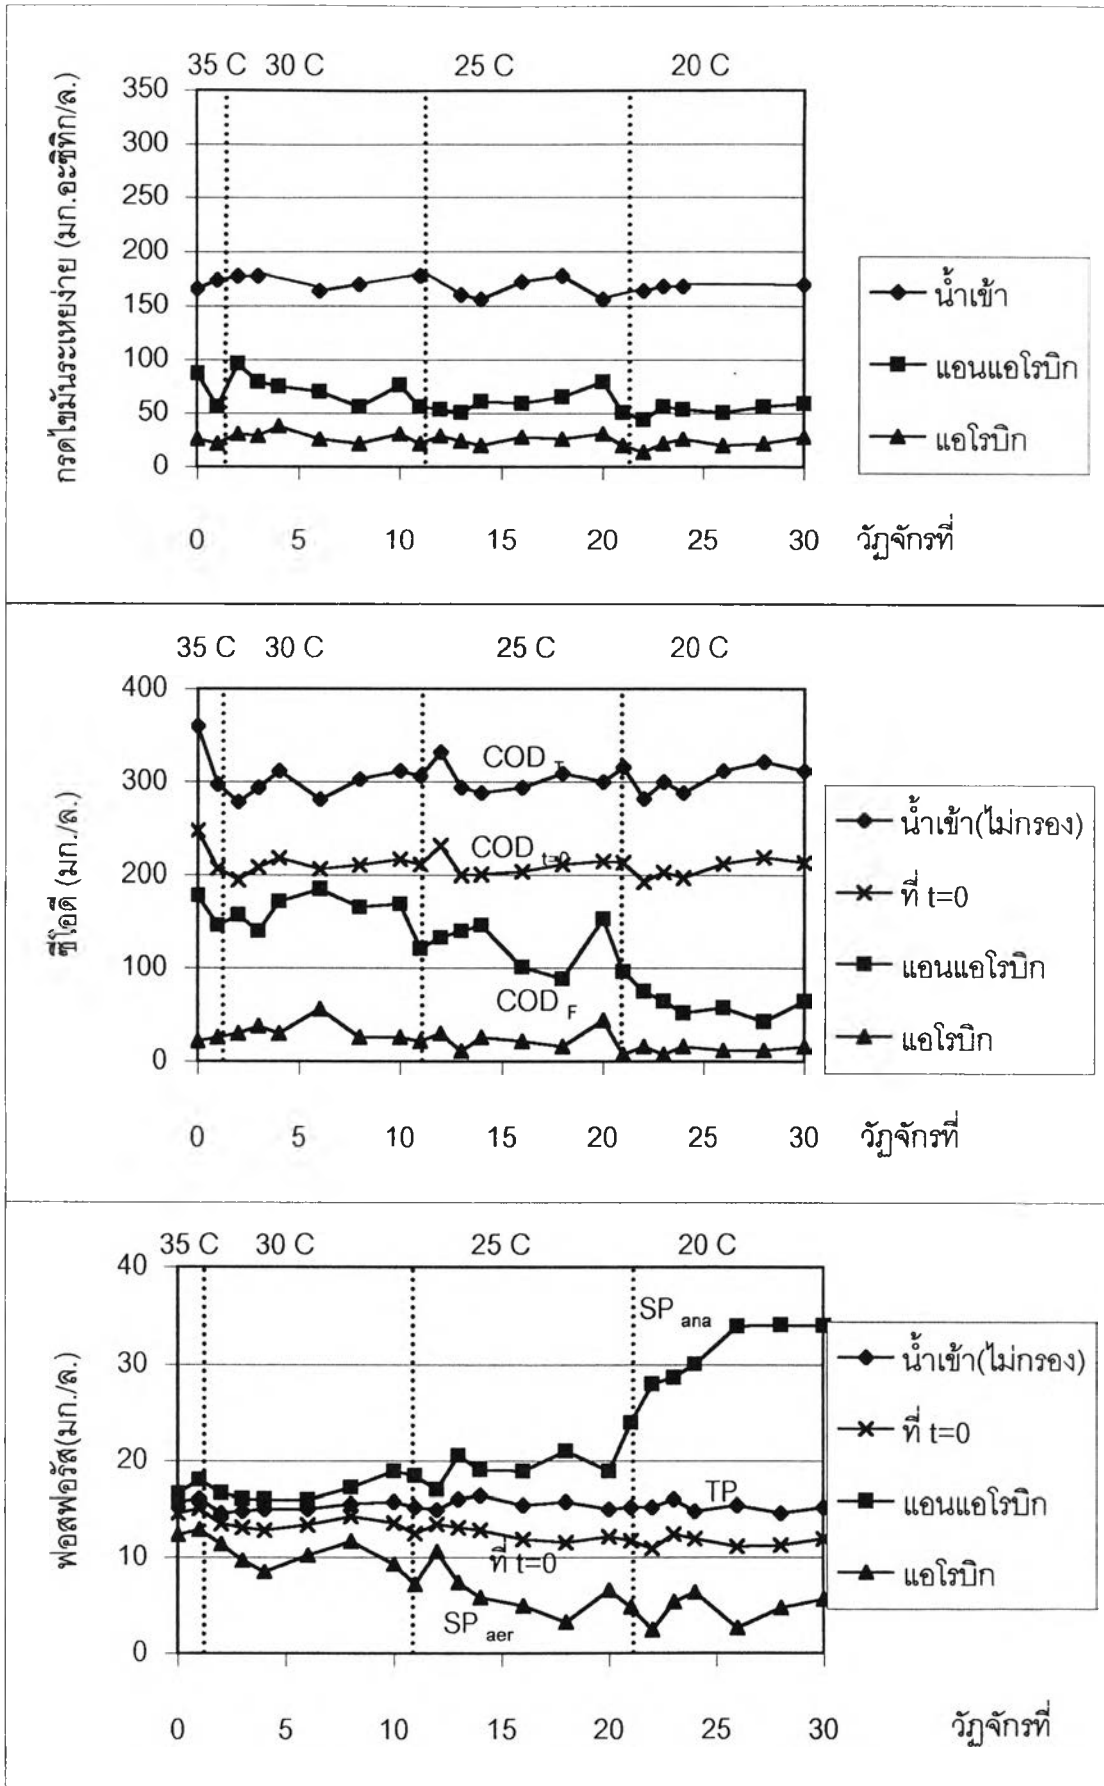 35 C 30 C 25 C 20 C
กรดไขมันระเหยง่าย (มก.อะซิทิก/ล.)
350
300
250
200
150
100
50
0
0 5 10 15 20 25 30 วัฏจักรที่
น้ำเข้า
แอนแอโรบิก
แอโรบิก
35 C 30 C 25 C 20 C
ซีโอดี (มก./ล.)
400
300
200
100
0
COD T
COD t=0
COD F
0 5 10 15 20 25 30 วัฏจักรที่
น้ำเข้า(ไม่กรอง)
ที่ t=0
แอนแอโรบิก
แอโรบิก
35 C 30 C 25 C 20 C
ฟอสฟอรัส(มก./ล.)
40
30
20
10
0
SP ana
TP
ที่ t=0
SP aer
0 5 10 15 20 25 30 วัฏจักรที่
น้ำเข้า(ไม่กรอง)
ที่ t=0
แอนแอโรบิก
แอโรบิก